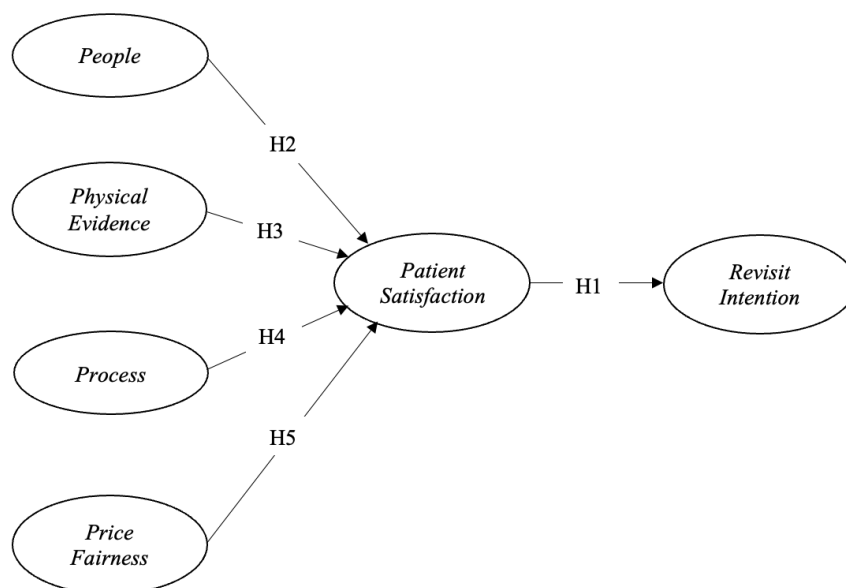 People
H2
Physical
Evidence
H3
Patient
Satisfaction
H1
Revisit
Intention
H4
Process
H5
Price
Fairness